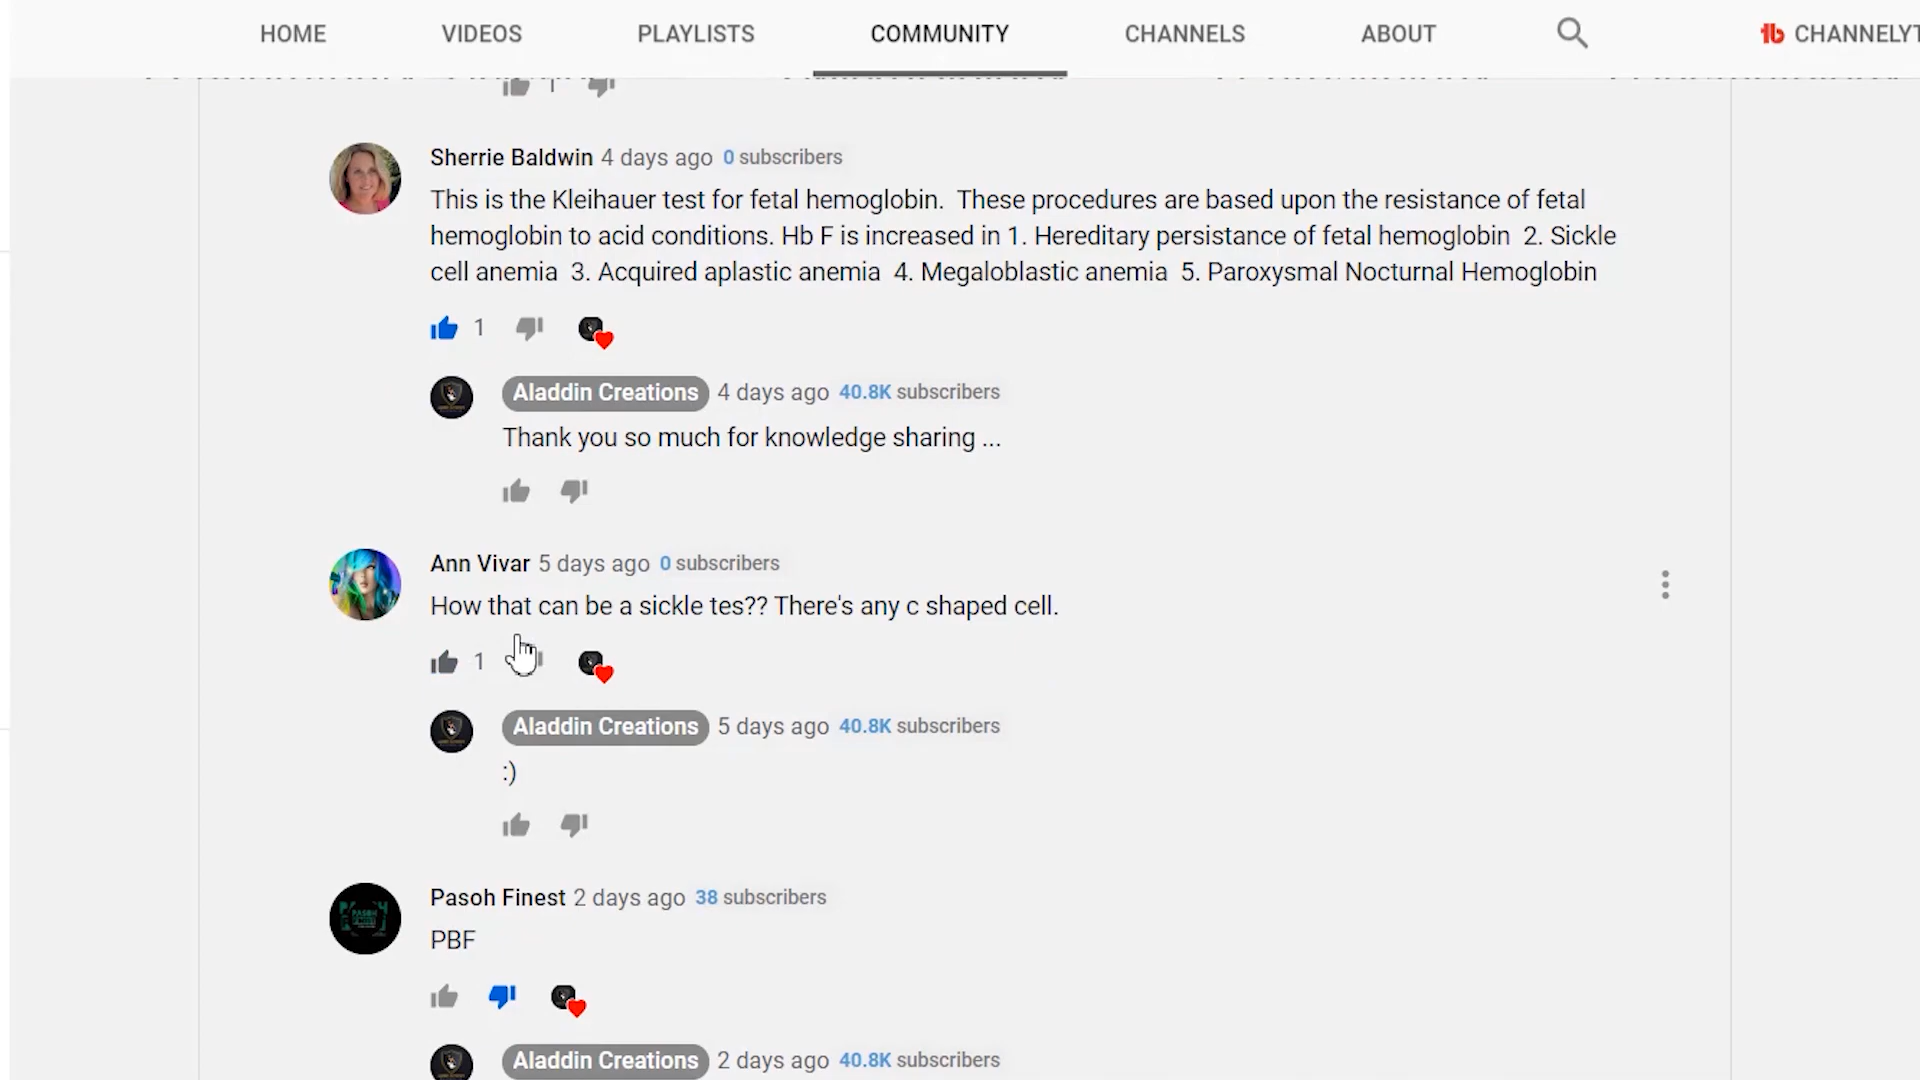 HOME VIDEOS PLAYLISTS COMMUNITY CHANNELS ABOUT CHANNELYT
1
Sherrie Baldwin 4 days ago 0 subscribers
This is the Kleihauer test for fetal hemoglobin. These procedures are based upon the resistance of fetal
hemoglobin to acid conditions. Hb F is increased in 1. Hereditary persistance of fetal hemoglobin 2. Sickle
cell anemia 3. Acquired aplastic anemia 4. Megaloblastic anemia 5. Paroxysmal Nocturnal Hemoglobin
1
Aladdin Creations 4 days ago 40.8K subscribers
Thank you so much for knowledge sharing ...
Ann Vivar 5 days ago 0 subscribers
How that can be a sickle tes?? There's any c shaped cell.
1
Aladdin Creations 5 days ago 40.8K subscribers
:)
Pasoh Finest 2 days ago 38 subscribers
PBF
Aladdin Creations 2 days ago 40.8K subscribers